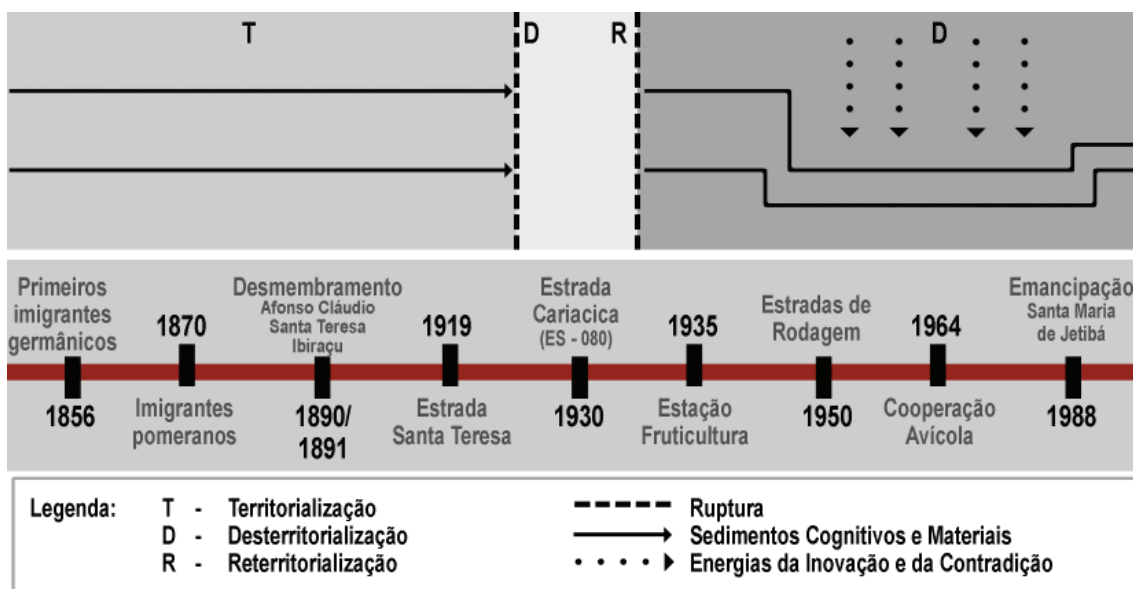 T
D
R
D
Primeiros
imigrantes
germânicos
1856
1870
Imigrantes
pomeranos
Desmembramento
Afonso Cláudio
Santa Teresa
Ibiraçu
1890/
1891
1919
Estrada
Santa Teresa
Estrada
Cariacica
(ES - 080)
1930
1935
Estação
Fruticultura
Estradas de
Rodagem
1950
1964
Cooperação
Avícola
Emancipação
Santa Maria
de Jetibá
1988
Legenda:
T - Territorialização
D - Desterritorialização
R - Reterritorialização
Ruptura
Sedimentos Cognitivos e Materiais
Energias da Inovação e da Contradição